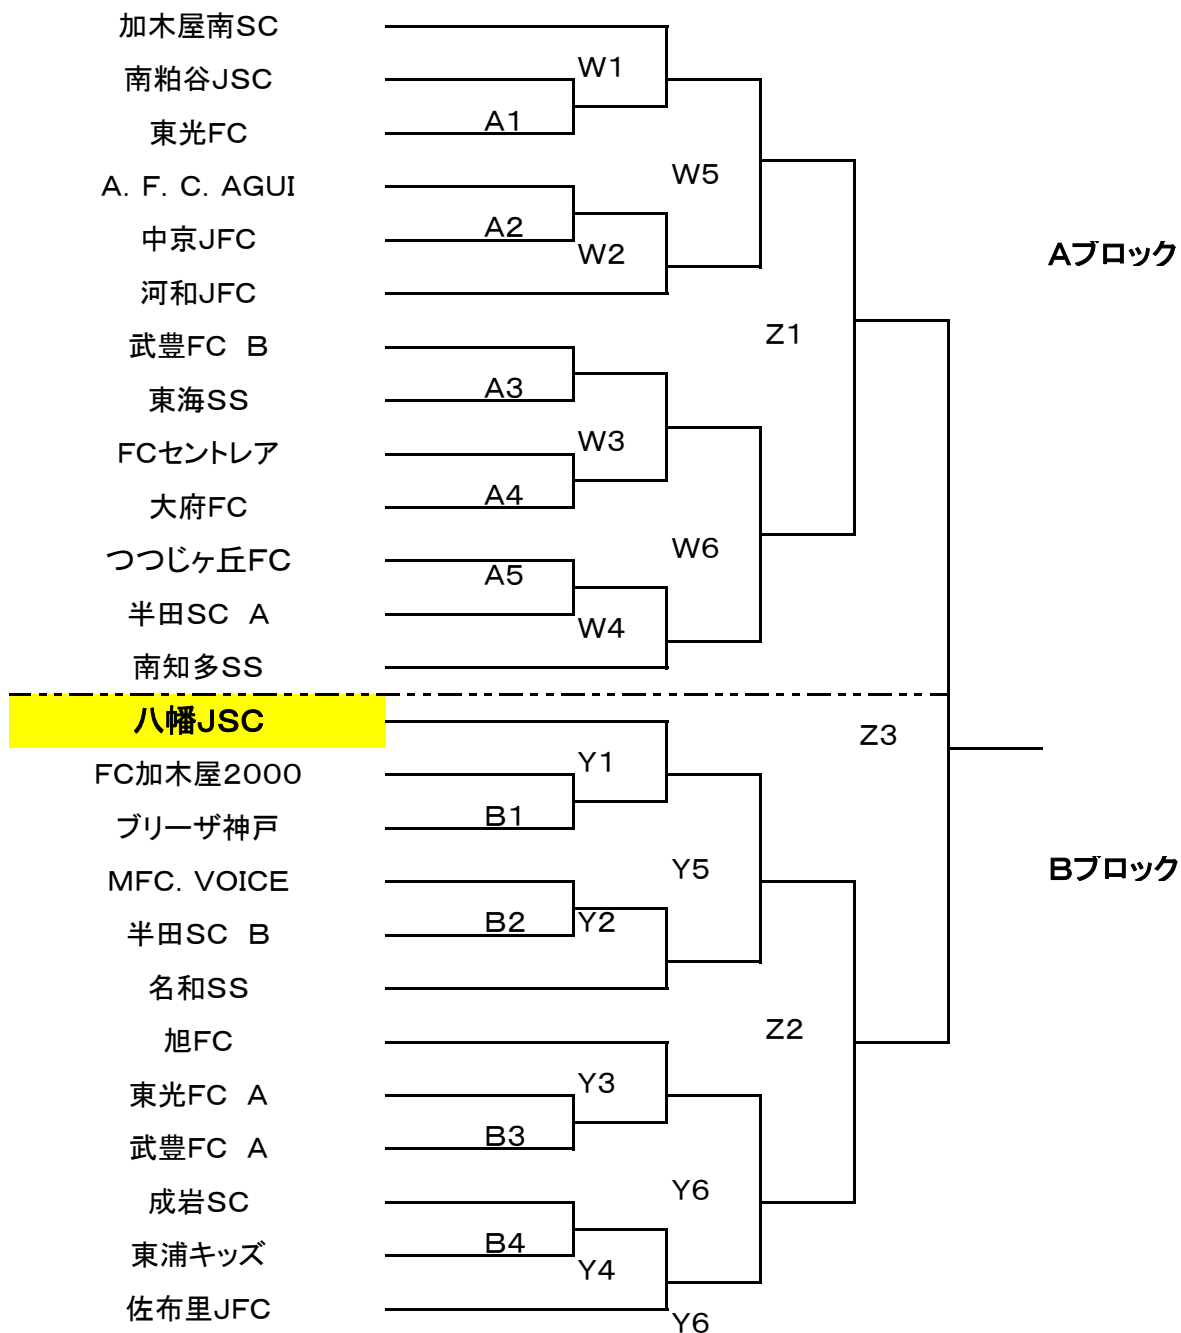 加木屋南SC
W1
南粕谷JSC
A1
東光FC
W5
A. F. C. AGUI
A2
中京JFC
W2
Aブロック
河和JFC
Z1
武豊FC B
A3
東海SS
W3
FCセントレア
A4
大府FC
W6
つつじヶ丘FC
A5
半田SC A
W4
南知多SS
八幡JSC
Z3
Y1
FC加木屋2000
B1
ブリーザ神戸
Y5
Bブロック
MFC. VOICE
B2
Y2
半田SC B
名和SS
Z2
旭FC
Y3
東光FC A
B3
武豊FC A
Y6
成岩SC
B4
東浦キッズ
Y4
佐布里JFC
Y6